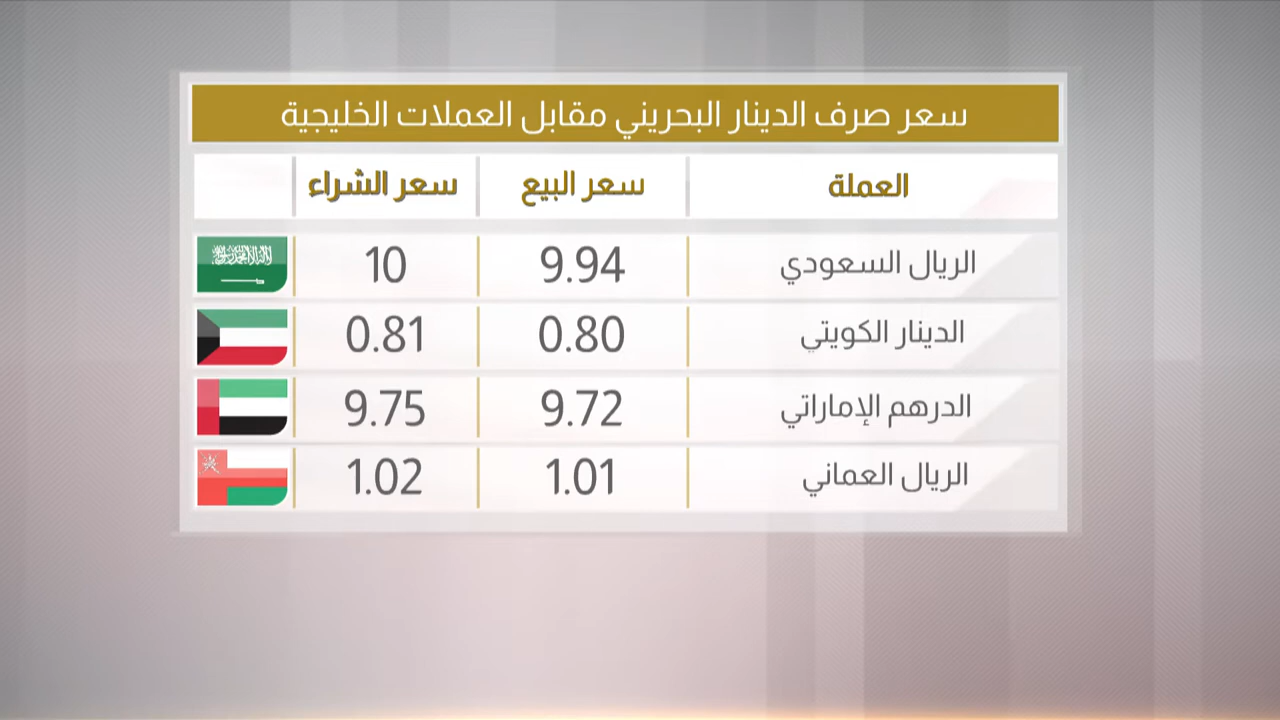 سعر صرف الدينار البحريني مقابل العملات الخليجية
العملة سعر البيع سعر الشراء
الريال السعودي 9.94 10
الدينار الكويتي 0.80 0.81
الدرهم الإماراتي 9.72 9.75
الريال العماني 1.01 1.02